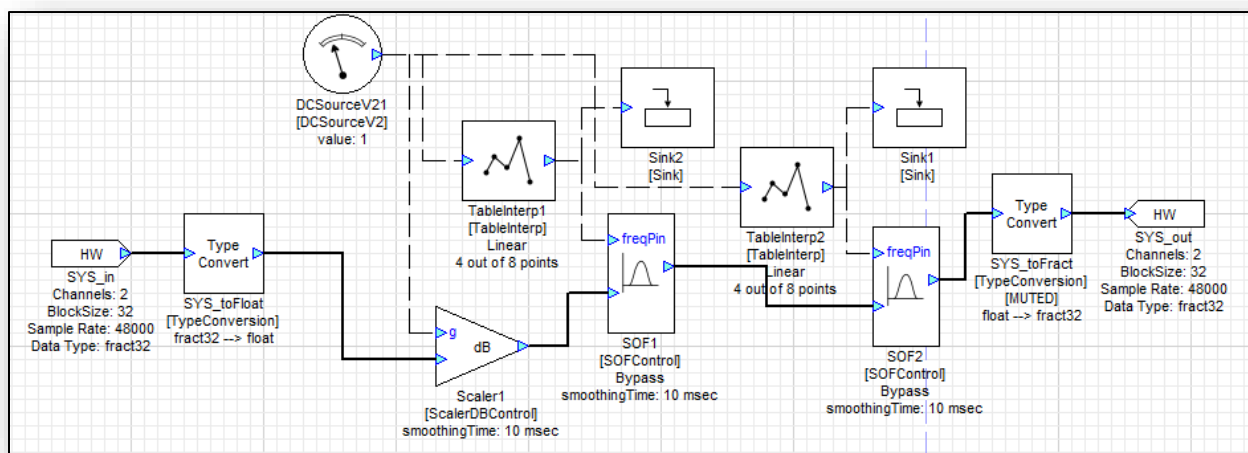 DCSourceV21
[DCSourceV2]
value: 1
Sink2
[Sink]
Sink1
[Sink]
TableInterp1
[TableInterp]
Linear
4 out of 8 points
TableInterp2
[TableInterp]
Linear
4 out of 8 points
HW
SYS_in
Channels: 2
BlockSize: 32
Sample Rate: 48000
Data Type: fract32
Type
Convert
SYS_toFloat
[TypeConversion]
fract32 --> float
g
dB
Scaler1
[ScalerDBControl]
smoothingTime: 10 msec
freqPin
SOF1
[SOFControl]
Bypass
smoothingTime: 10 msec
freqPin
SOF2
[SOFControl]
Bypass
smoothingTime: 10 msec
Type
Convert
SYS_toFract
[TypeConversion]
[MUTED]
float --> fract32
HW
SYS_out
Channels: 2
BlockSize: 32
Sample Rate: 48000
Data Type: fract32